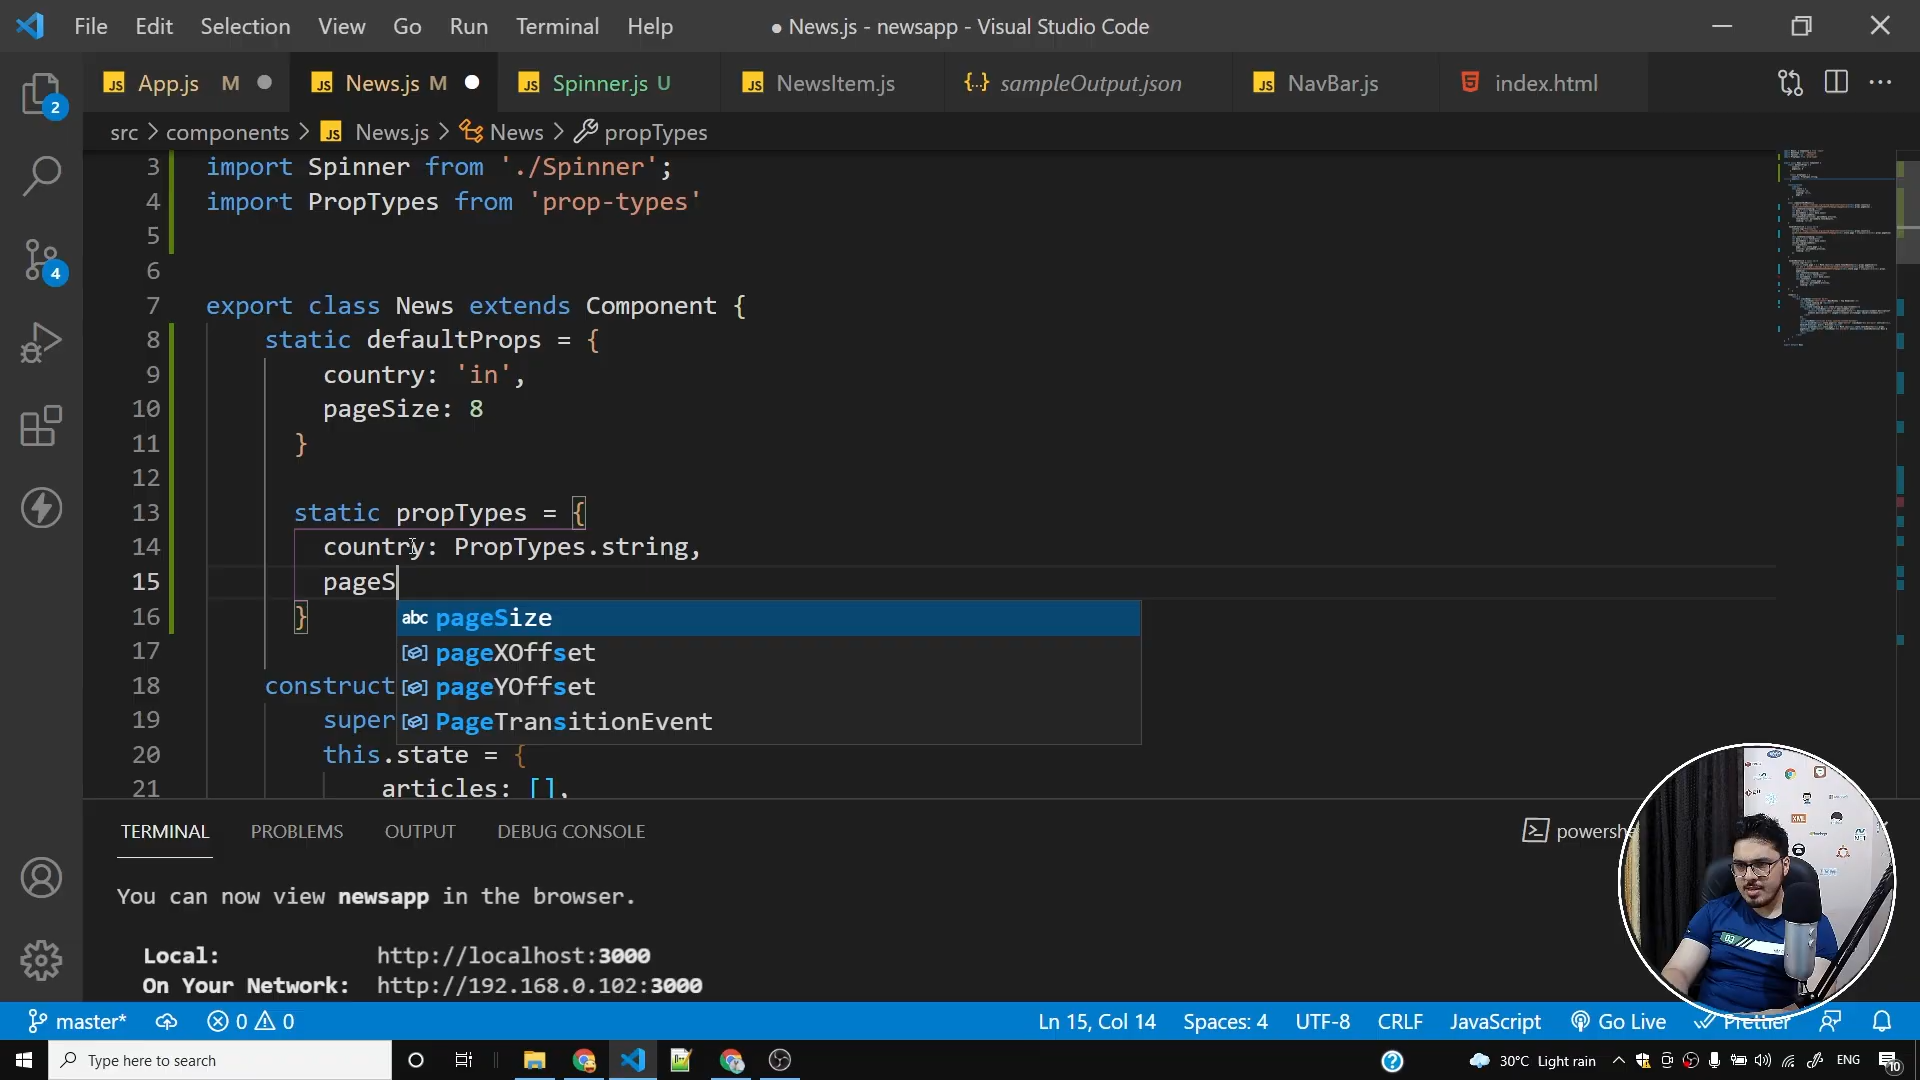 File Edit Selection View Go Run Terminal Help ● News.js - newsapp - Visual Studio Code
App.js M News.js M Spinner.js U NewsItem.js sampleOutput.json NavBar.js index.html
src > components > News.js > News > propTypes
3 import Spinner from './Spinner';
4 import PropTypes from 'prop-types'
5
6
7 export class News extends Component {
8 static defaultProps = {
9 country: 'in',
10 pageSize: 8
11 }
12
13 static propTypes = {
14 country: PropTypes.string,
15 pageS
16 }
abc pageSize
17
pageXOffset
18 construct
pageYOffset
19 super
PageTransitionEvent
20 this.state = {
21 articles: [],
TERMINAL PROBLEMS OUTPUT DEBUG CONSOLE
You can now view newsapp in the browser.
Local: http://localhost:3000
On Your Network: http://192.168.0.102:3000
master* 0 0 Ln 15, Col 14 Spaces: 4 UTF-8 CRLF JavaScript Go Live Prettier
Type here to search 30°C Light rain ENG 10
2
4